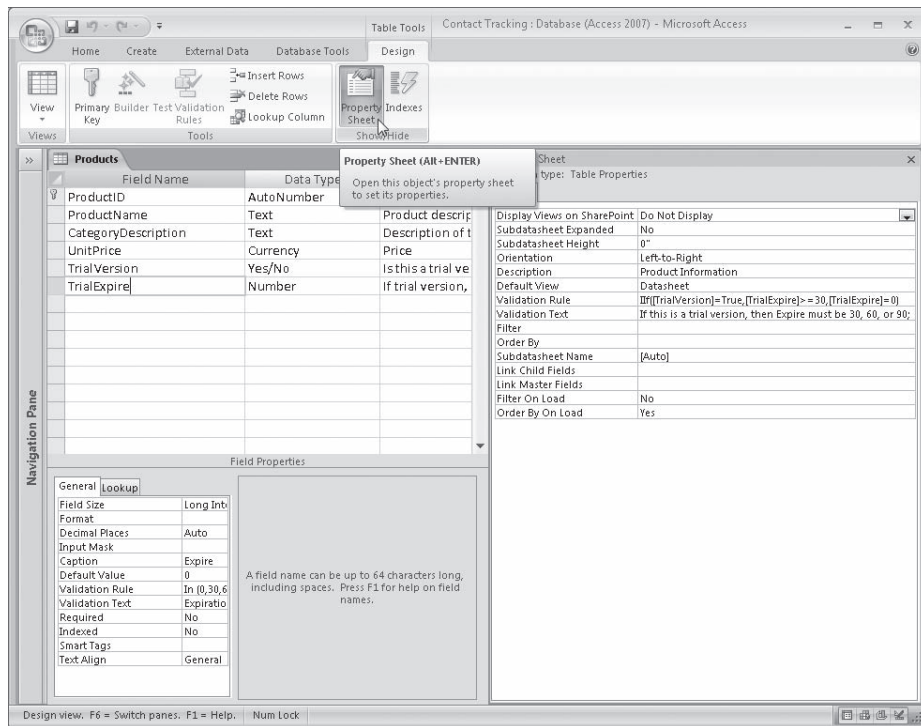 Table Tools
Contact Tracking : Database (Access 2007) - Microsoft Access
Home Create External Data Database Tools Design
View
Primary Key
Builder
Test Validation Rules
Insert Rows
Delete Rows
Lookup Column
Property Sheet
Indexes
Views
Tools
Show/Hide
Products
Sheet
type: Table Properties
Property Sheet (Alt+ENTER)
Open this object's property sheet
to set its properties.
Field Name Data Type
ProductID AutoNumber
ProductName Text Product descrip
CategoryDescription Text Description of t
UnitPrice Currency Price
TrialVersion Yes/No Is this a trial ve
TrialExpire Number If trial version,
Display Views on SharePoint Do Not Display
Subdatasheet Expanded No
Subdatasheet Height 0"
Orientation Left-to-Right
Description Product Information
Default View Datasheet
Validation Rule IIf([TrialVersion]=True,[TrialExpire]>=30,[TrialExpire]=0)
Validation Text If this is a trial version, then Expire must be 30, 60, or 90;
Filter
Order By
Subdatasheet Name [Auto]
Link Child Fields
Link Master Fields
Filter On Load No
Order By On Load Yes
Navigation Pane
Field Properties
General Lookup
Field Size Long Int
Format
Decimal Places Auto
Input Mask
Caption Expire
Default Value 0
Validation Rule In (0,30,6
Validation Text Expiratio
Required No
Indexed No
Smart Tags
Text Align General
A field name can be up to 64 characters long,
including spaces. Press F1 for help on field
names.
Design view. F6 = Switch panes. F1 = Help. Num Lock